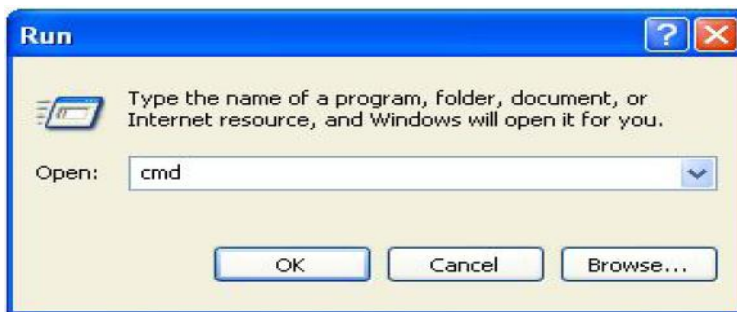 Run
Type the name of a program, folder, document, or
Internet resource, and Windows will open it for you.
Open: cmd
OK Cancel Browse...